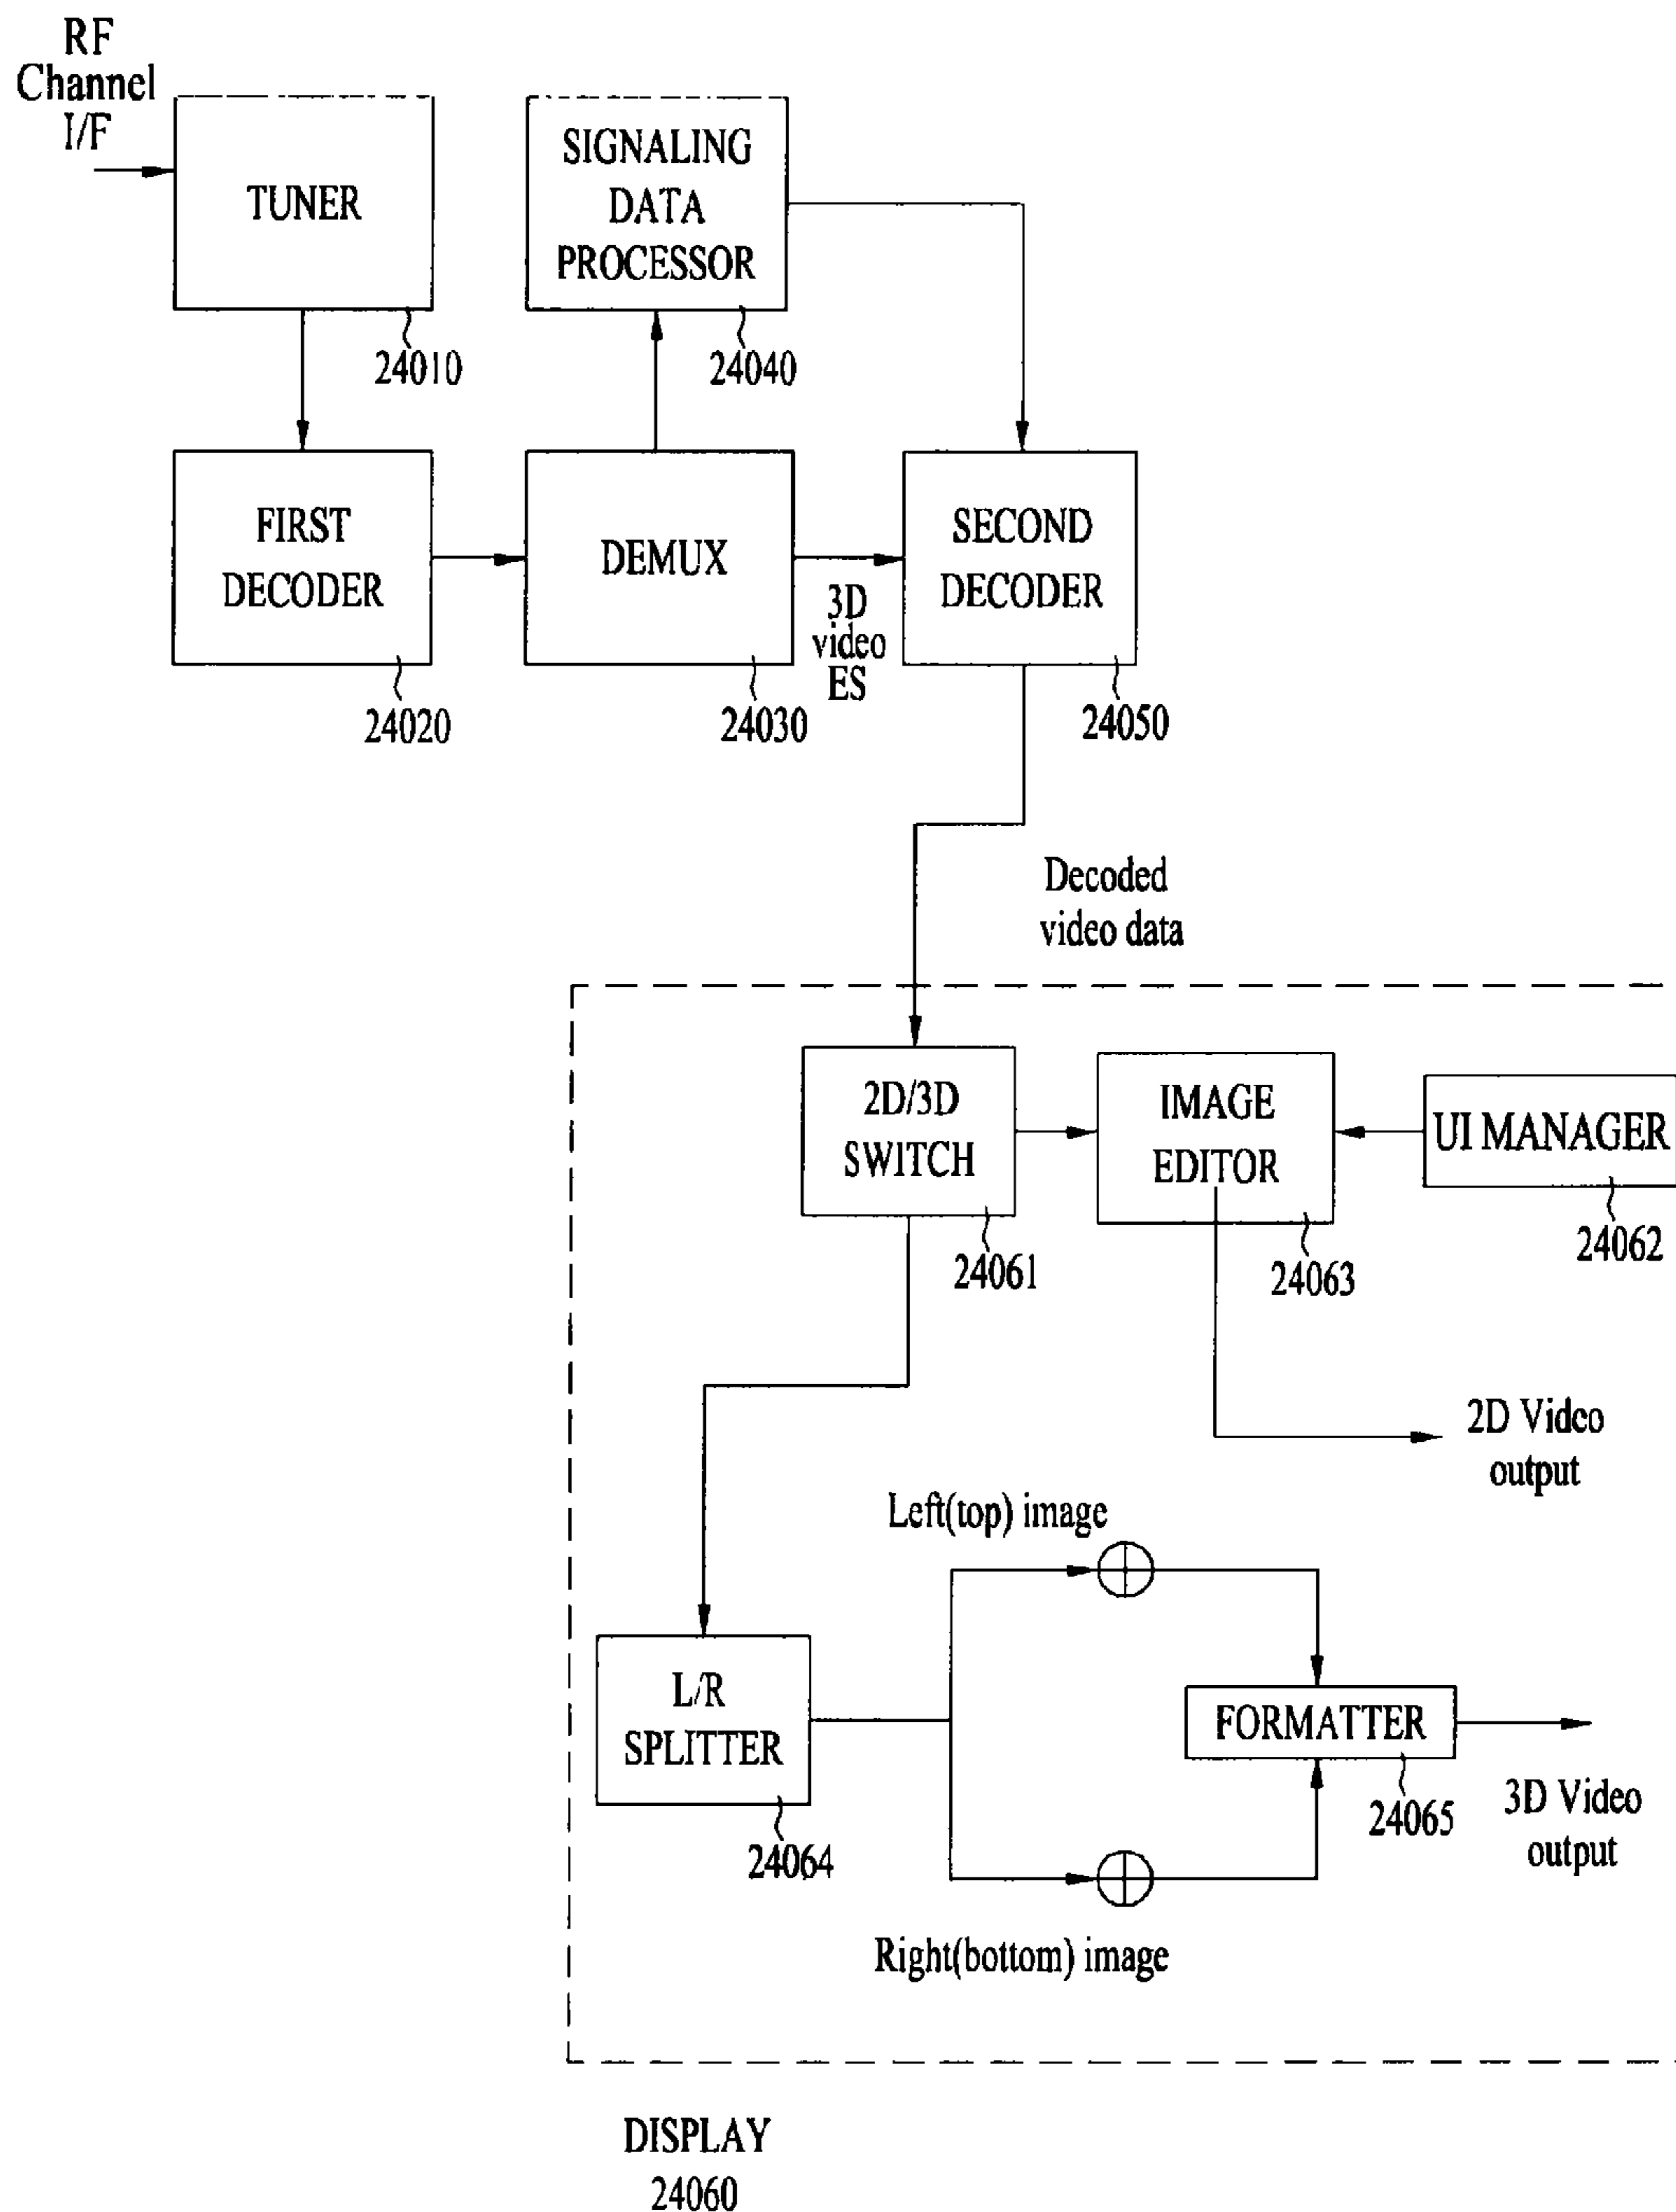 RF
Channel
I/F
TUNER
24010
SIGNALING
DATA
PROCESSOR
24040
FIRST
DECODER
24020
DEMUX
24030
3D
video
ES
SECOND
DECODER
24050
Decoded
video data
2D/3D
SWITCH
24061
IMAGE
EDITOR
24063
UI MANAGER
24062
2D Video
output
Left(top) image
L/R
SPLITTER
24064
FORMATTER
24065
3D Video
output
Right(bottom) image
DISPLAY
24060